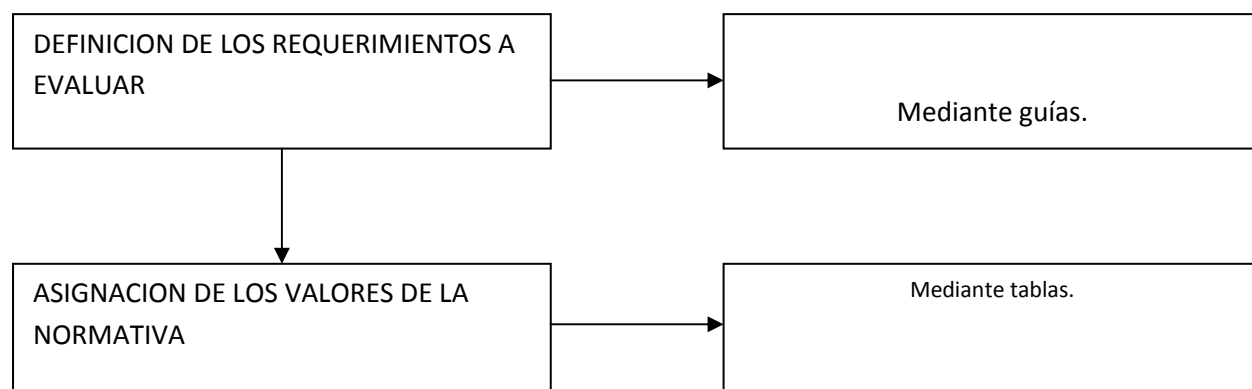 DEFINICION DE LOS REQUERIMIENTOS A
EVALUAR
Mediante guías.
ASIGNACION DE LOS VALORES DE LA
NORMATIVA
Mediante tablas.